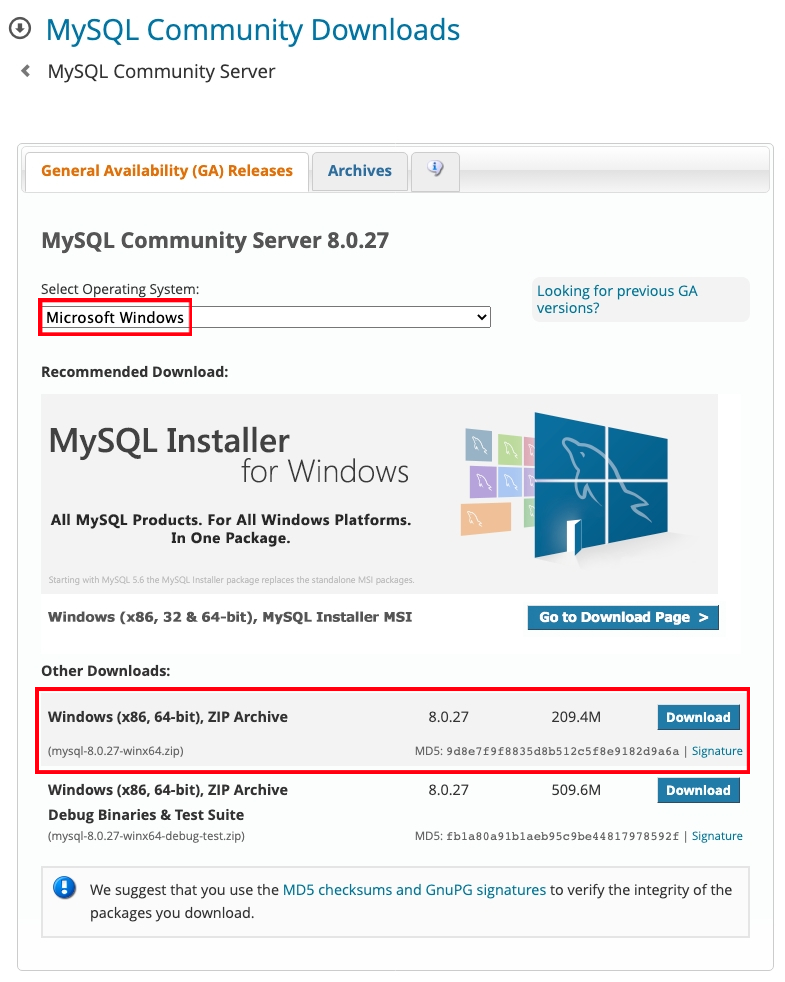 MySQL Community Downloads
MySQL Community Server
General Availability (GA) Releases
Archives
MySQL Community Server 8.0.27
Select Operating System:
Microsoft Windows
Looking for previous GA
versions?
Recommended Download:
MySQL Installer
for Windows
All MySQL Products. For All Windows Platforms.
In One Package.
Starting with MySQL 5.6 the MySQL Installer package replaces the standalone MSI packages.
Windows (x86, 32 & 64-bit), MySQL Installer MSI
Go to Download Page >
Other Downloads:
Windows (x86, 64-bit), ZIP Archive 8.0.27 209.4M Download
(mysql-8.0.27-winx64.zip) MD5: 9d8e7f9f8835d8b512c5f8e9182d9a6a | Signature
Windows (x86, 64-bit), ZIP Archive 8.0.27 509.6M Download
Debug Binaries & Test Suite
(mysql-8.0.27-winx64-debug-test.zip) MD5: fb1a80a91b1aeb95c9be44817978592f | Signature
We suggest that you use the MD5 checksums and GnuPG signatures to verify the integrity of the
packages you download.